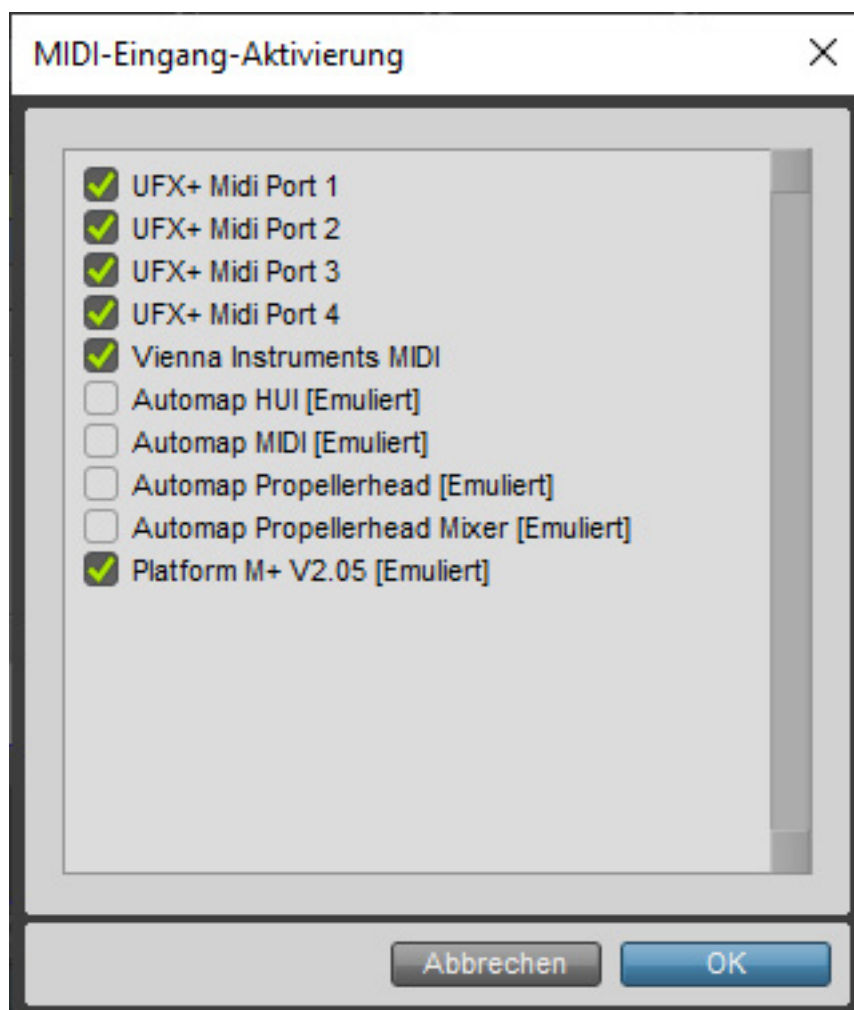 MIDI-Eingang-Aktivierung
UFX+ Midi Port 1
UFX+ Midi Port 2
UFX+ Midi Port 3
UFX+ Midi Port 4
Vienna Instruments MIDI
Automap HUI [Emuliert]
Automap MIDI [Emuliert]
Automap Propellerhead [Emuliert]
Automap Propellerhead Mixer [Emuliert]
Platform M+ V2.05 [Emuliert]
Abbrechen OK